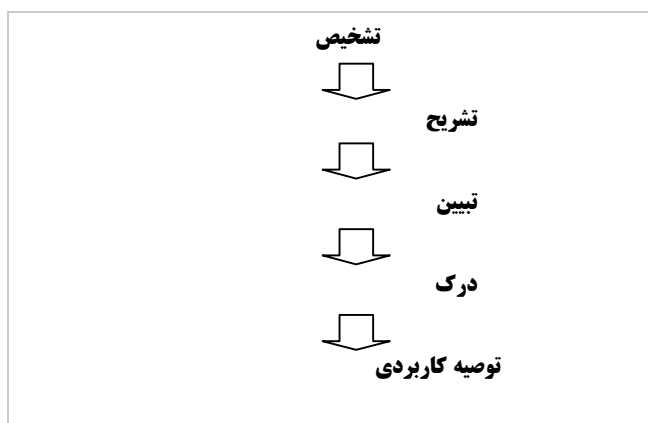 تشخیص
تشریح
تبیین
درک
توصیه کاربردی